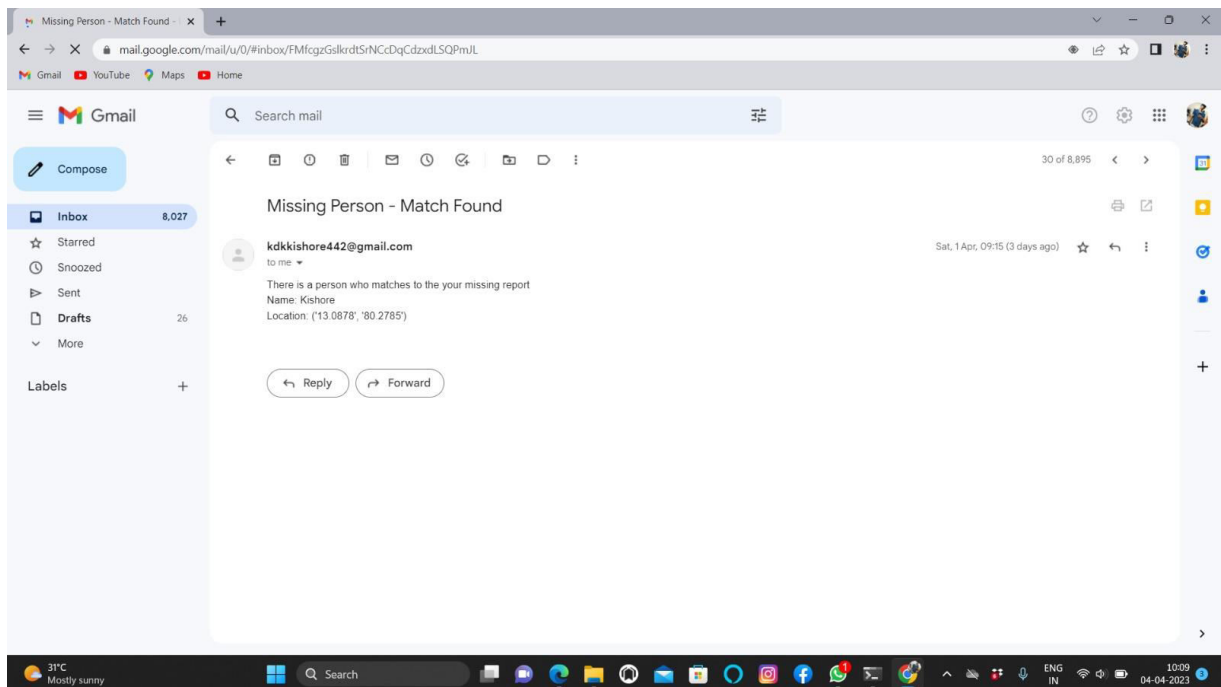 Missing Person - Match Found -
mail.google.com/mail/u/0/#inbox/FMfcgzGslkrdtSrNCcDqCdzxdLSQPmJL
Gmail YouTube Maps Home
Gmail
Search mail
Compose
30 of 8,895
Inbox 8,027
Starred
Snoozed
Sent
Drafts 26
More
Labels
Missing Person - Match Found
kdkkishore442@gmail.com
Sat, 1 Apr, 09:15 (3 days ago)
to me
There is a person who matches to the your missing report
Name: Kishore
Location: ('13.0878', '80.2785')
Reply Forward
31°C
Mostly sunny
Search
1
ENG
IN
10:09
04-04-2023
3